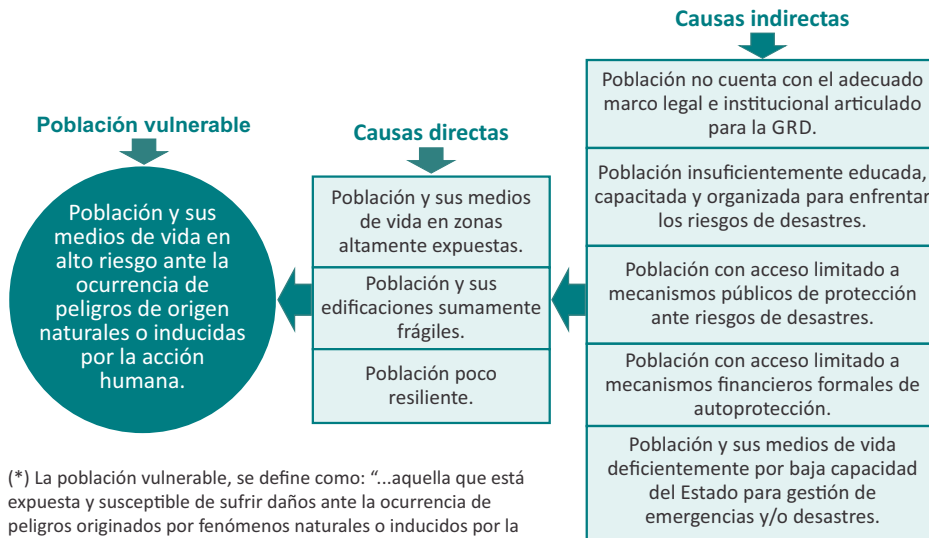 Población vulnerable
Población y sus
medios de vida en
alto riesgo ante la
ocurrencia de
peligros de origen
naturales o inducidas
por la acción
humana.
Causas directas
Población y sus medios
de vida en zonas
altamente expuestas.
Población y sus
edificaciones sumamente
frágiles.
Población poco
resiliente.
Causas indirectas
Población no cuenta con el adecuado
marco legal e institucional articulado
para la GRD.
Población insuficientemente educada,
capacitada y organizada para enfrentar
los riesgos de desastres.
Población con acceso limitado a
mecanismos públicos de protección
ante riesgos de desastres.
Población con acceso limitado a
mecanismos financieros formales de
autoprotección.
Población y sus medios de vida
deficientemente por baja capacidad
del Estado para gestión de
emergencias y/o desastres.
(*) La población vulnerable, se define como: “...aquella que está
expuesta y susceptible de sufrir daños ante la ocurrencia de
peligros originados por fenómenos naturales o inducidos por la